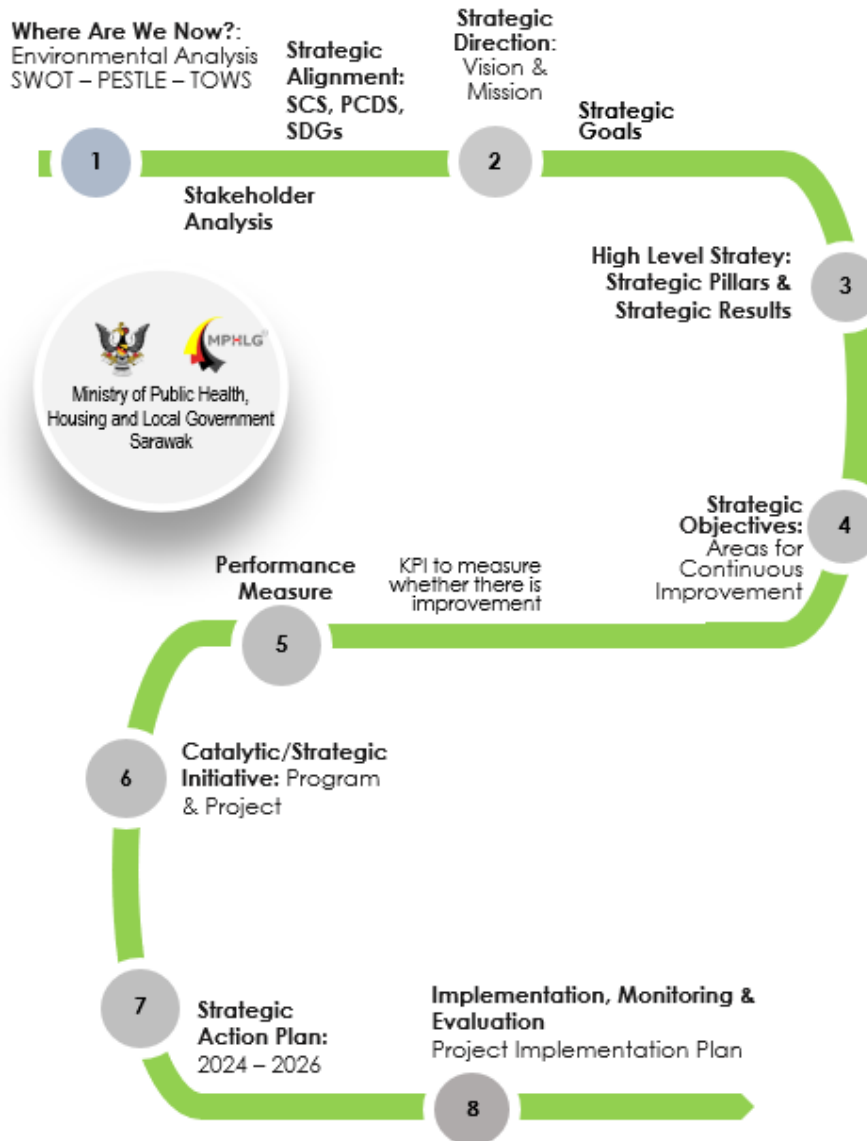 Where Are We Now?:
Environmental Analysis
SWOT – PESTLE – TOWS
Strategic
Alignment:
SCS, PCDS,
SDGs
Strategic
Direction:
Vision &
Mission
Strategic
Goals
1
2
Stakeholder
Analysis
High Level Stratey:
Strategic Pillars &
Strategic Results
3
MPHLG
Ministry of Public Health,
Housing and Local Government
Sarawak
Strategic
Objectives:
Areas for
Continuous
Improvement
4
Performance
Measure
KPI to measure
whether there is
improvement
5
6
Catalytic/Strategic
Initiative: Program
& Project
7
Strategic
Action Plan:
2024 – 2026
Implementation, Monitoring &
Evaluation
Project Implementation Plan
8